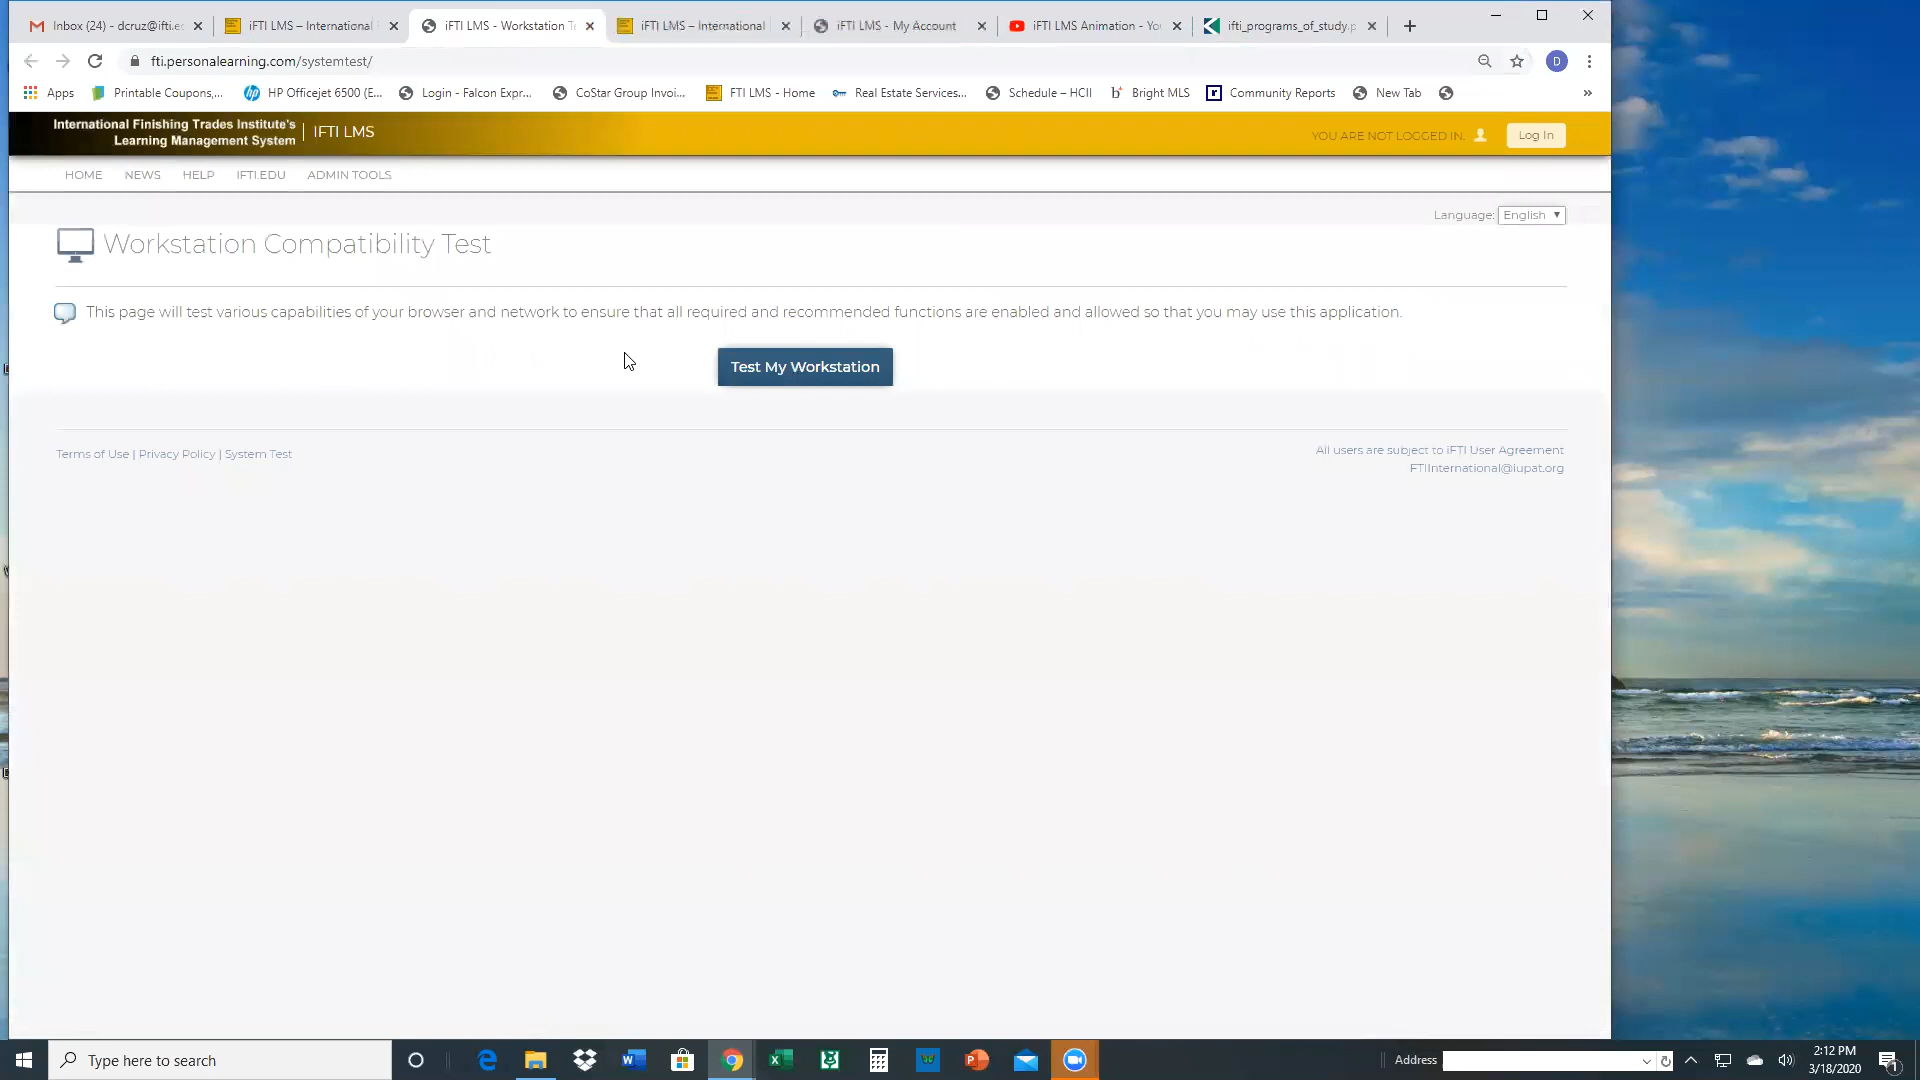 Inbox (24) - dcruz@ifti.ec
iFTI LMS – International
iFTI LMS - Workstation Te
iFTI LMS – International
iFTI LMS - My Account
iFTI LMS Animation - Yo
ifti_programs_of_study.p
fti.personalearning.com/systemtest/
D
Apps
Printable Coupons,...
HP Officejet 6500 (E...
Login - Falcon Expr...
CoStar Group Invoi...
FTI LMS - Home
Real Estate Services...
Schedule – HCII
Bright MLS
Community Reports
New Tab
»
International Finishing Trades Institute's
Learning Management System
IFTI LMS
YOU ARE NOT LOGGED IN.
Log In
HOME
NEWS
HELP
IFTI.EDU
ADMIN TOOLS
Language: English
Workstation Compatibility Test
This page will test various capabilities of your browser and network to ensure that all required and recommended functions are enabled and allowed so that you may use this application.
Test My Workstation
Terms of Use | Privacy Policy | System Test
All users are subject to iFTI User Agreement
FTIInternational@iupat.org
Type here to search
Address
2:12 PM
3/18/2020
1